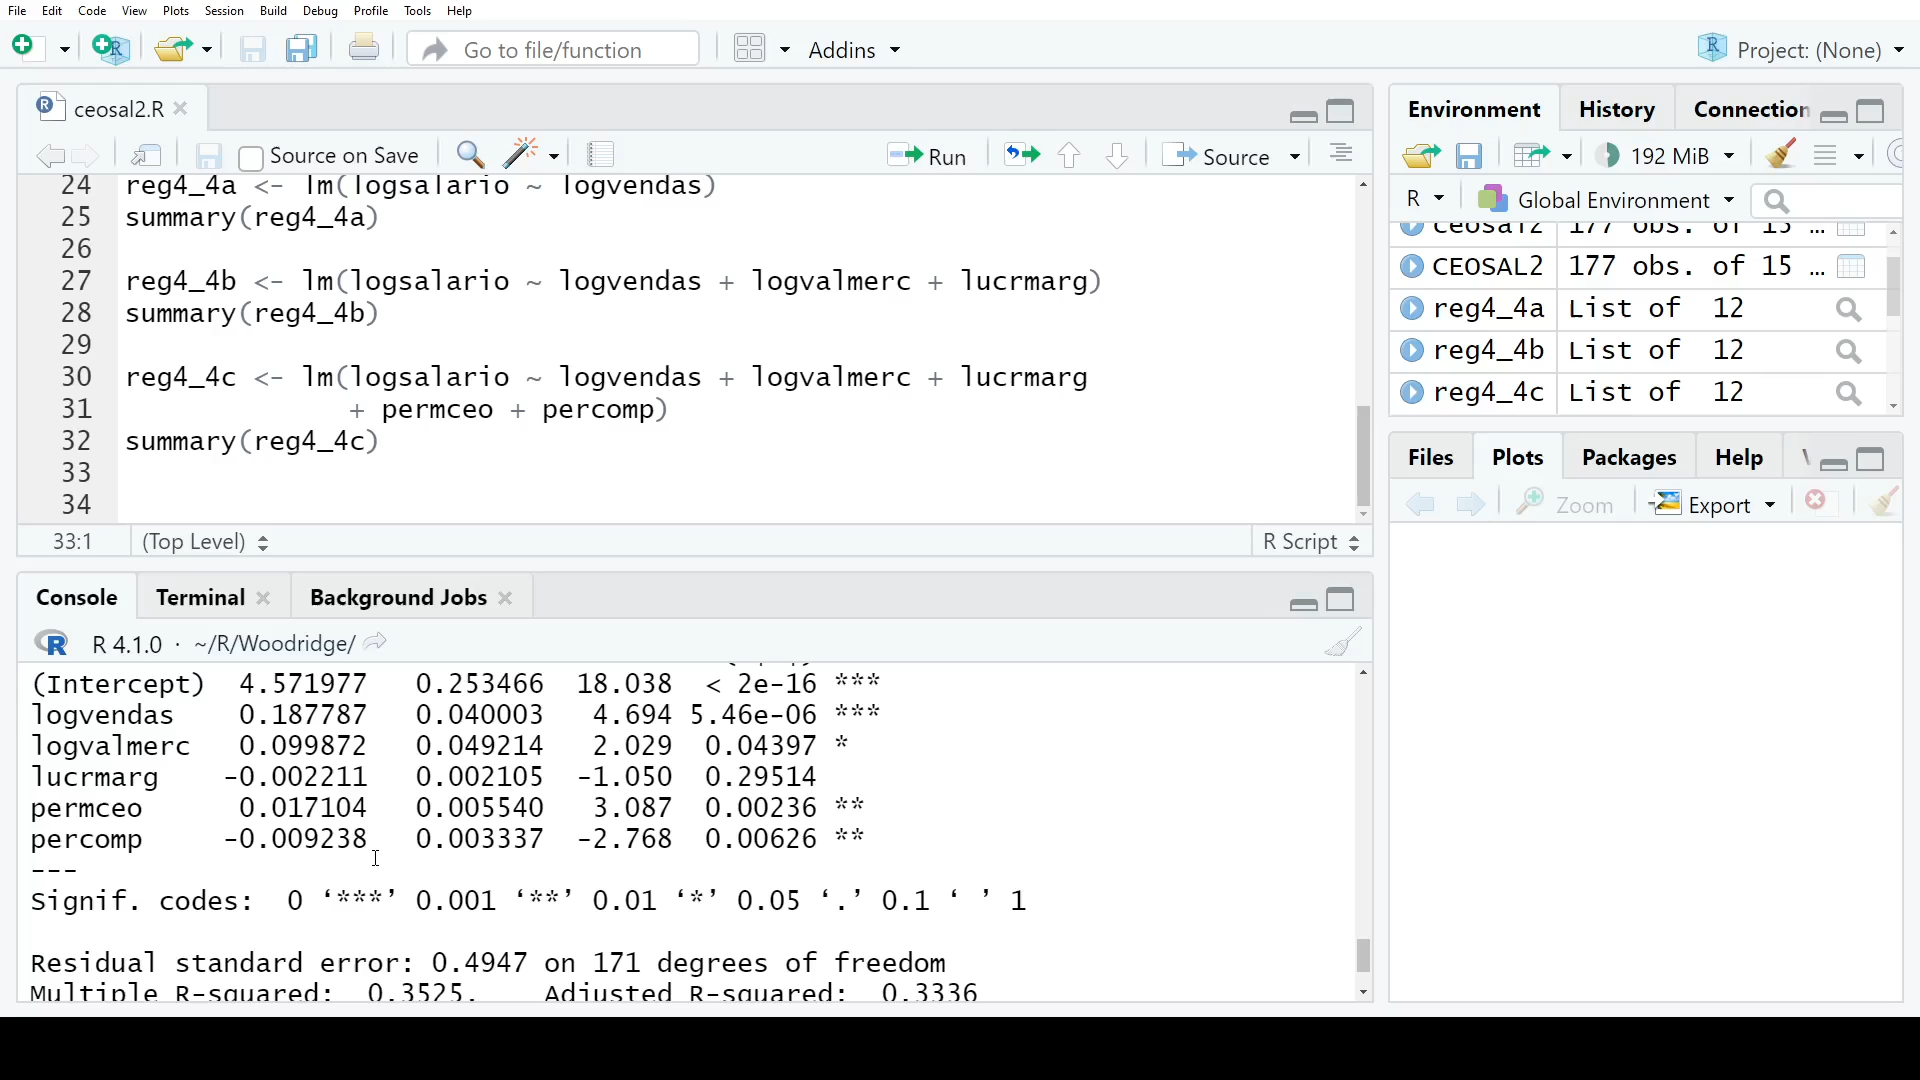 File Edit Code View Plots Session Build Debug Profile Tools Help
Go to file/function Addins Project: (None)
ceosal2.R
Source on Save Run Source
24 reg4_4a <- lm(logsalario ~ logvendas)
25 summary(reg4_4a)
26
27 reg4_4b <- lm(logsalario ~ logvendas + logvalmerc + lucrmarg)
28 summary(reg4_4b)
29
30 reg4_4c <- lm(logsalario ~ logvendas + logvalmerc + lucrmarg
31 + permceo + percomp)
32 summary(reg4_4c)
33
34
33:1 (Top Level) R Script
Console Terminal Background Jobs
R 4.1.0 · ~/R/Woodridge/
(Intercept) 4.571977 0.253466 18.038 < 2e-16 ***
logvendas 0.187787 0.040003 4.694 5.46e-06 ***
logvalmerc 0.099872 0.049214 2.029 0.04397 *
lucrmarg -0.002211 0.002105 -1.050 0.29514
permceo 0.017104 0.005540 3.087 0.00236 **
percomp -0.009238 0.003337 -2.768 0.00626 **
---
Signif. codes: 0 ‘***’ 0.001 ‘**’ 0.01 ‘*’ 0.05 ‘.’ 0.1 ‘ ’ 1
Residual standard error: 0.4947 on 171 degrees of freedom
Multiple R-squared: 0.3525, Adjusted R-squared: 0.3336
Environment History Connection
192 MiB
R Global Environment
ceosal2 177 obs. of 15 ...
CEOSAL2 177 obs. of 15 ...
reg4_4a List of 12
reg4_4b List of 12
reg4_4c List of 12
Files Plots Packages Help
Zoom Export